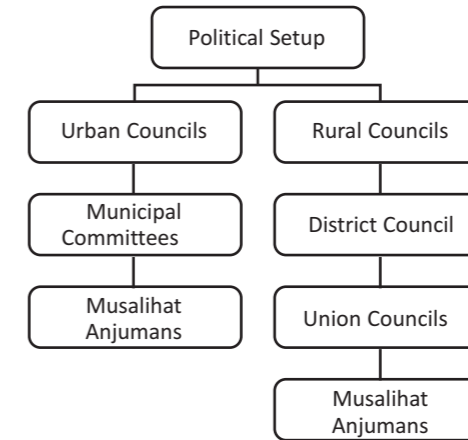 Political Setup
Urban Councils
Rural Councils
Municipal
Committees
District Council
Musalihat
Anjumans
Union Councils
Musalihat
Anjumans